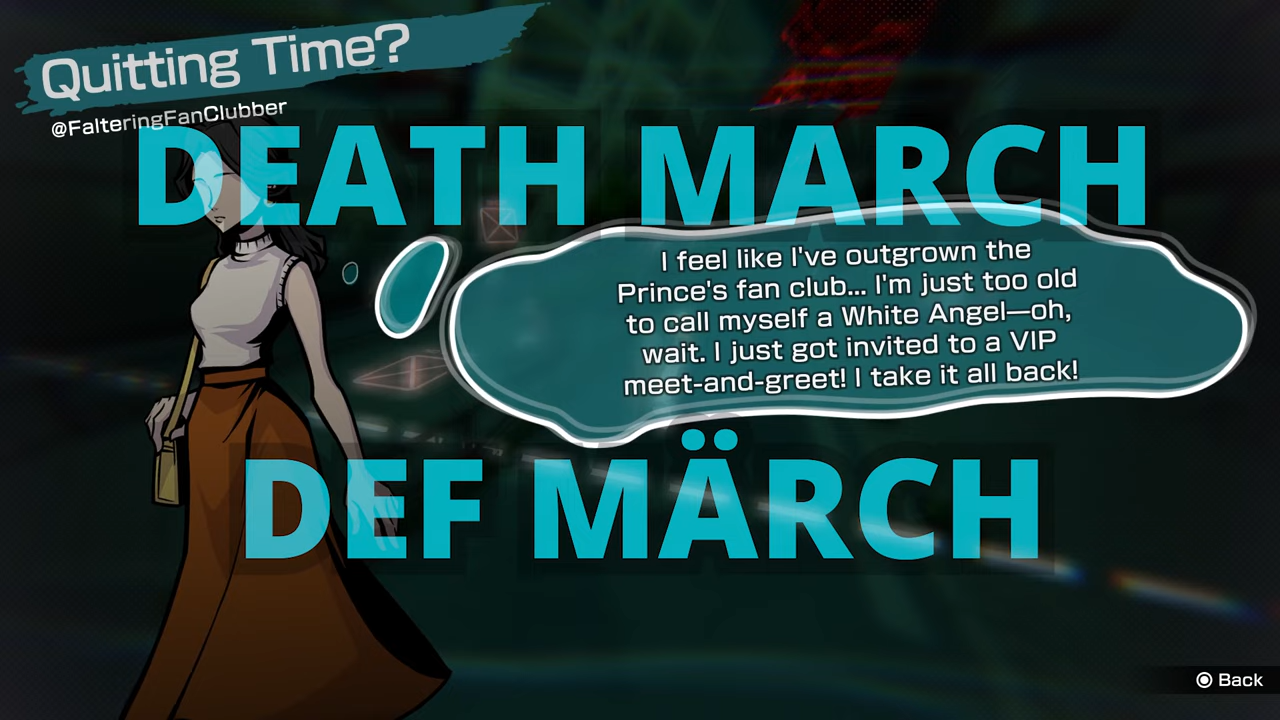 Quitting Time?
@FalteringFanClubber
DEATH MARCH
I feel like I've outgrown the
Prince's fan club... I'm just too old
to call myself a White Angel—oh,
wait. I just got invited to a VIP
meet-and-greet! I take it all back!
DEF MÄRCH
Back